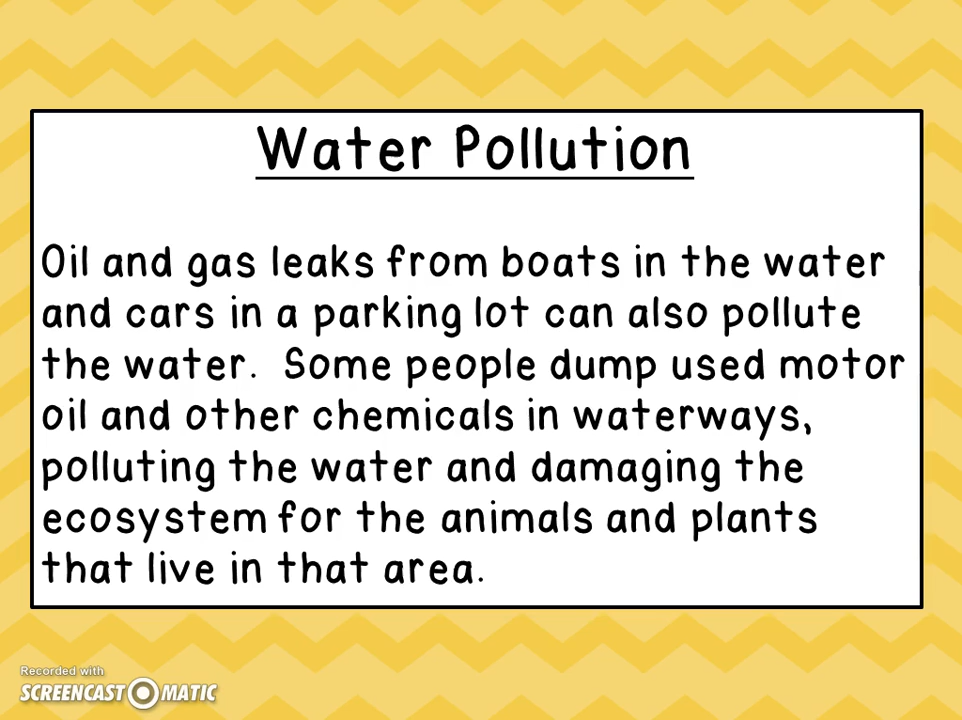 Water Pollution
Oil and gas leaks from boats in the water
and cars in a parking lot can also pollute
the water. Some people dump used motor
oil and other chemicals in waterways,
polluting the water and damaging the
ecosystem for the animals and plants
that live in that area.
Recorded with
SCREENCAST O MATIC